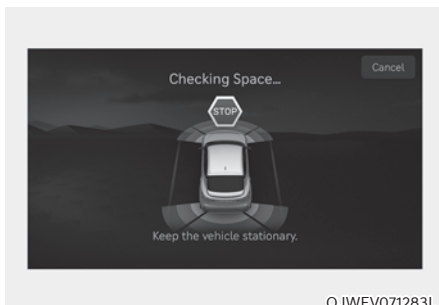 Cancel
Checking Space...
STOP
Keep the vehicle stationary.
OJWEV071283L